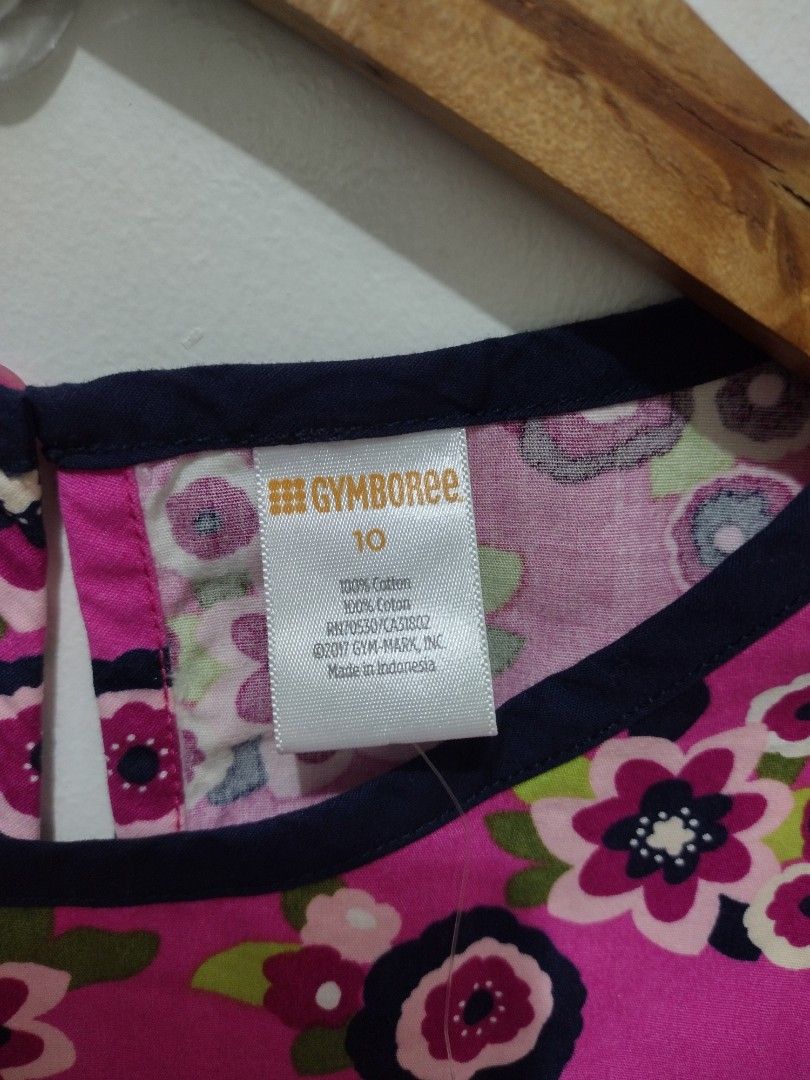 GYMBOREE
10
100% Cotton
100% Coton
RN70530/CA31802
©2017 GYM-MARK, INC.
Made in Indonesia